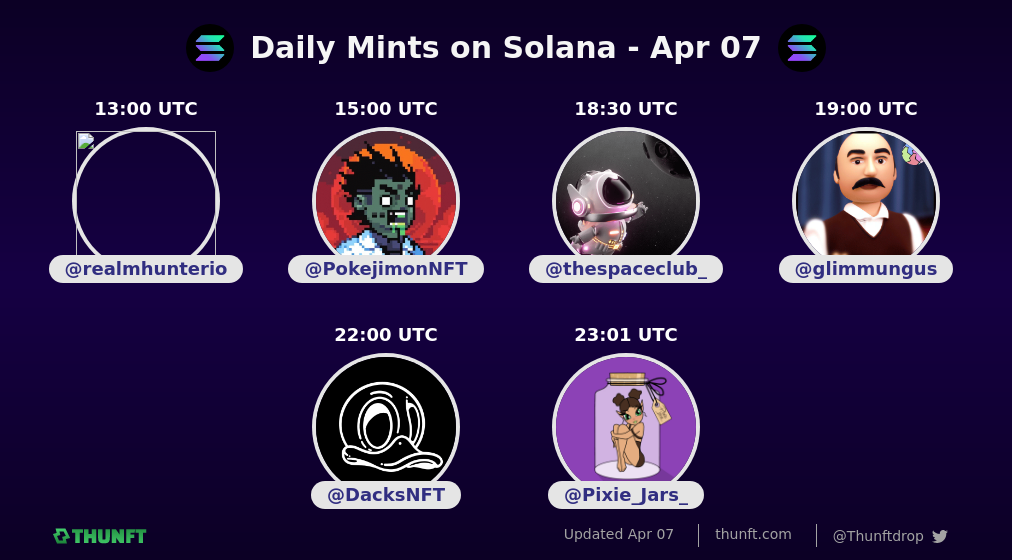 Daily Mints on Solana - Apr 07
13:00 UTC
@realmhunterio
15:00 UTC
@PokejimonNFT
18:30 UTC
@thespaceclub_
19:00 UTC
@glimmungus
22:00 UTC
@DacksNFT
23:01 UTC
@Pixie_Jars_
THUNFT
Updated Apr 07
thunft.com
@Thunftdrop